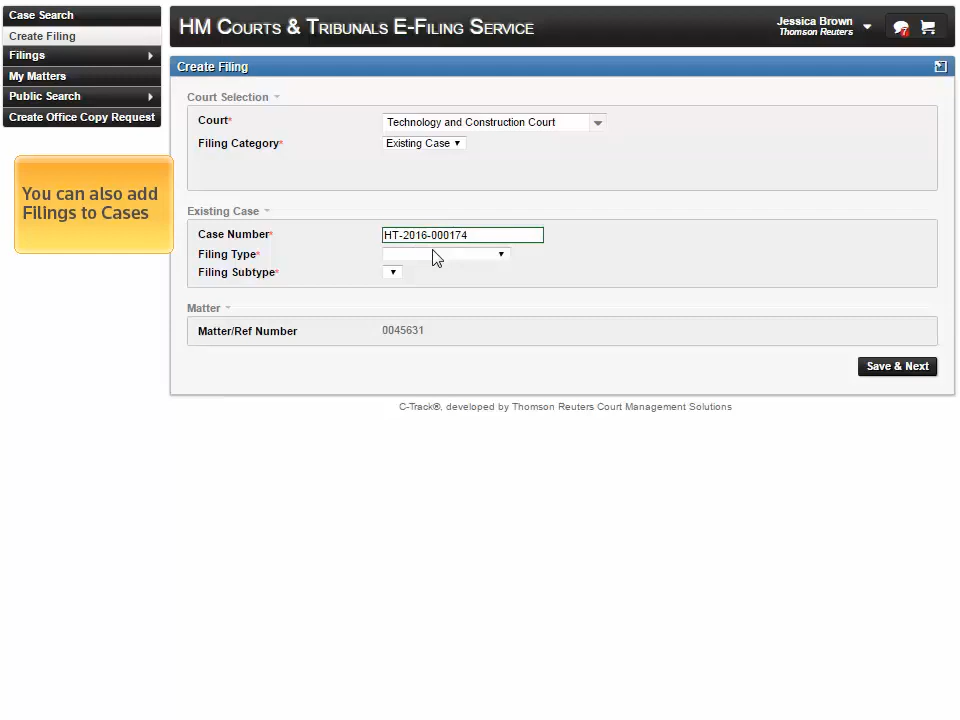 Case Search
Create Filing
Filings
My Matters
Public Search
Create Office Copy Request
HM Courts & Tribunals E-Filing Service
Jessica Brown
Thomson Reuters
7
Create Filing
Court Selection
Court* Technology and Construction Court
Filing Category* Existing Case
You can also add
Filings to Cases
Existing Case
Case Number* HT-2016-000174
Filing Type*
Filing Subtype*
Matter
Matter/Ref Number 0045631
Save & Next
C-Track®, developed by Thomson Reuters Court Management Solutions